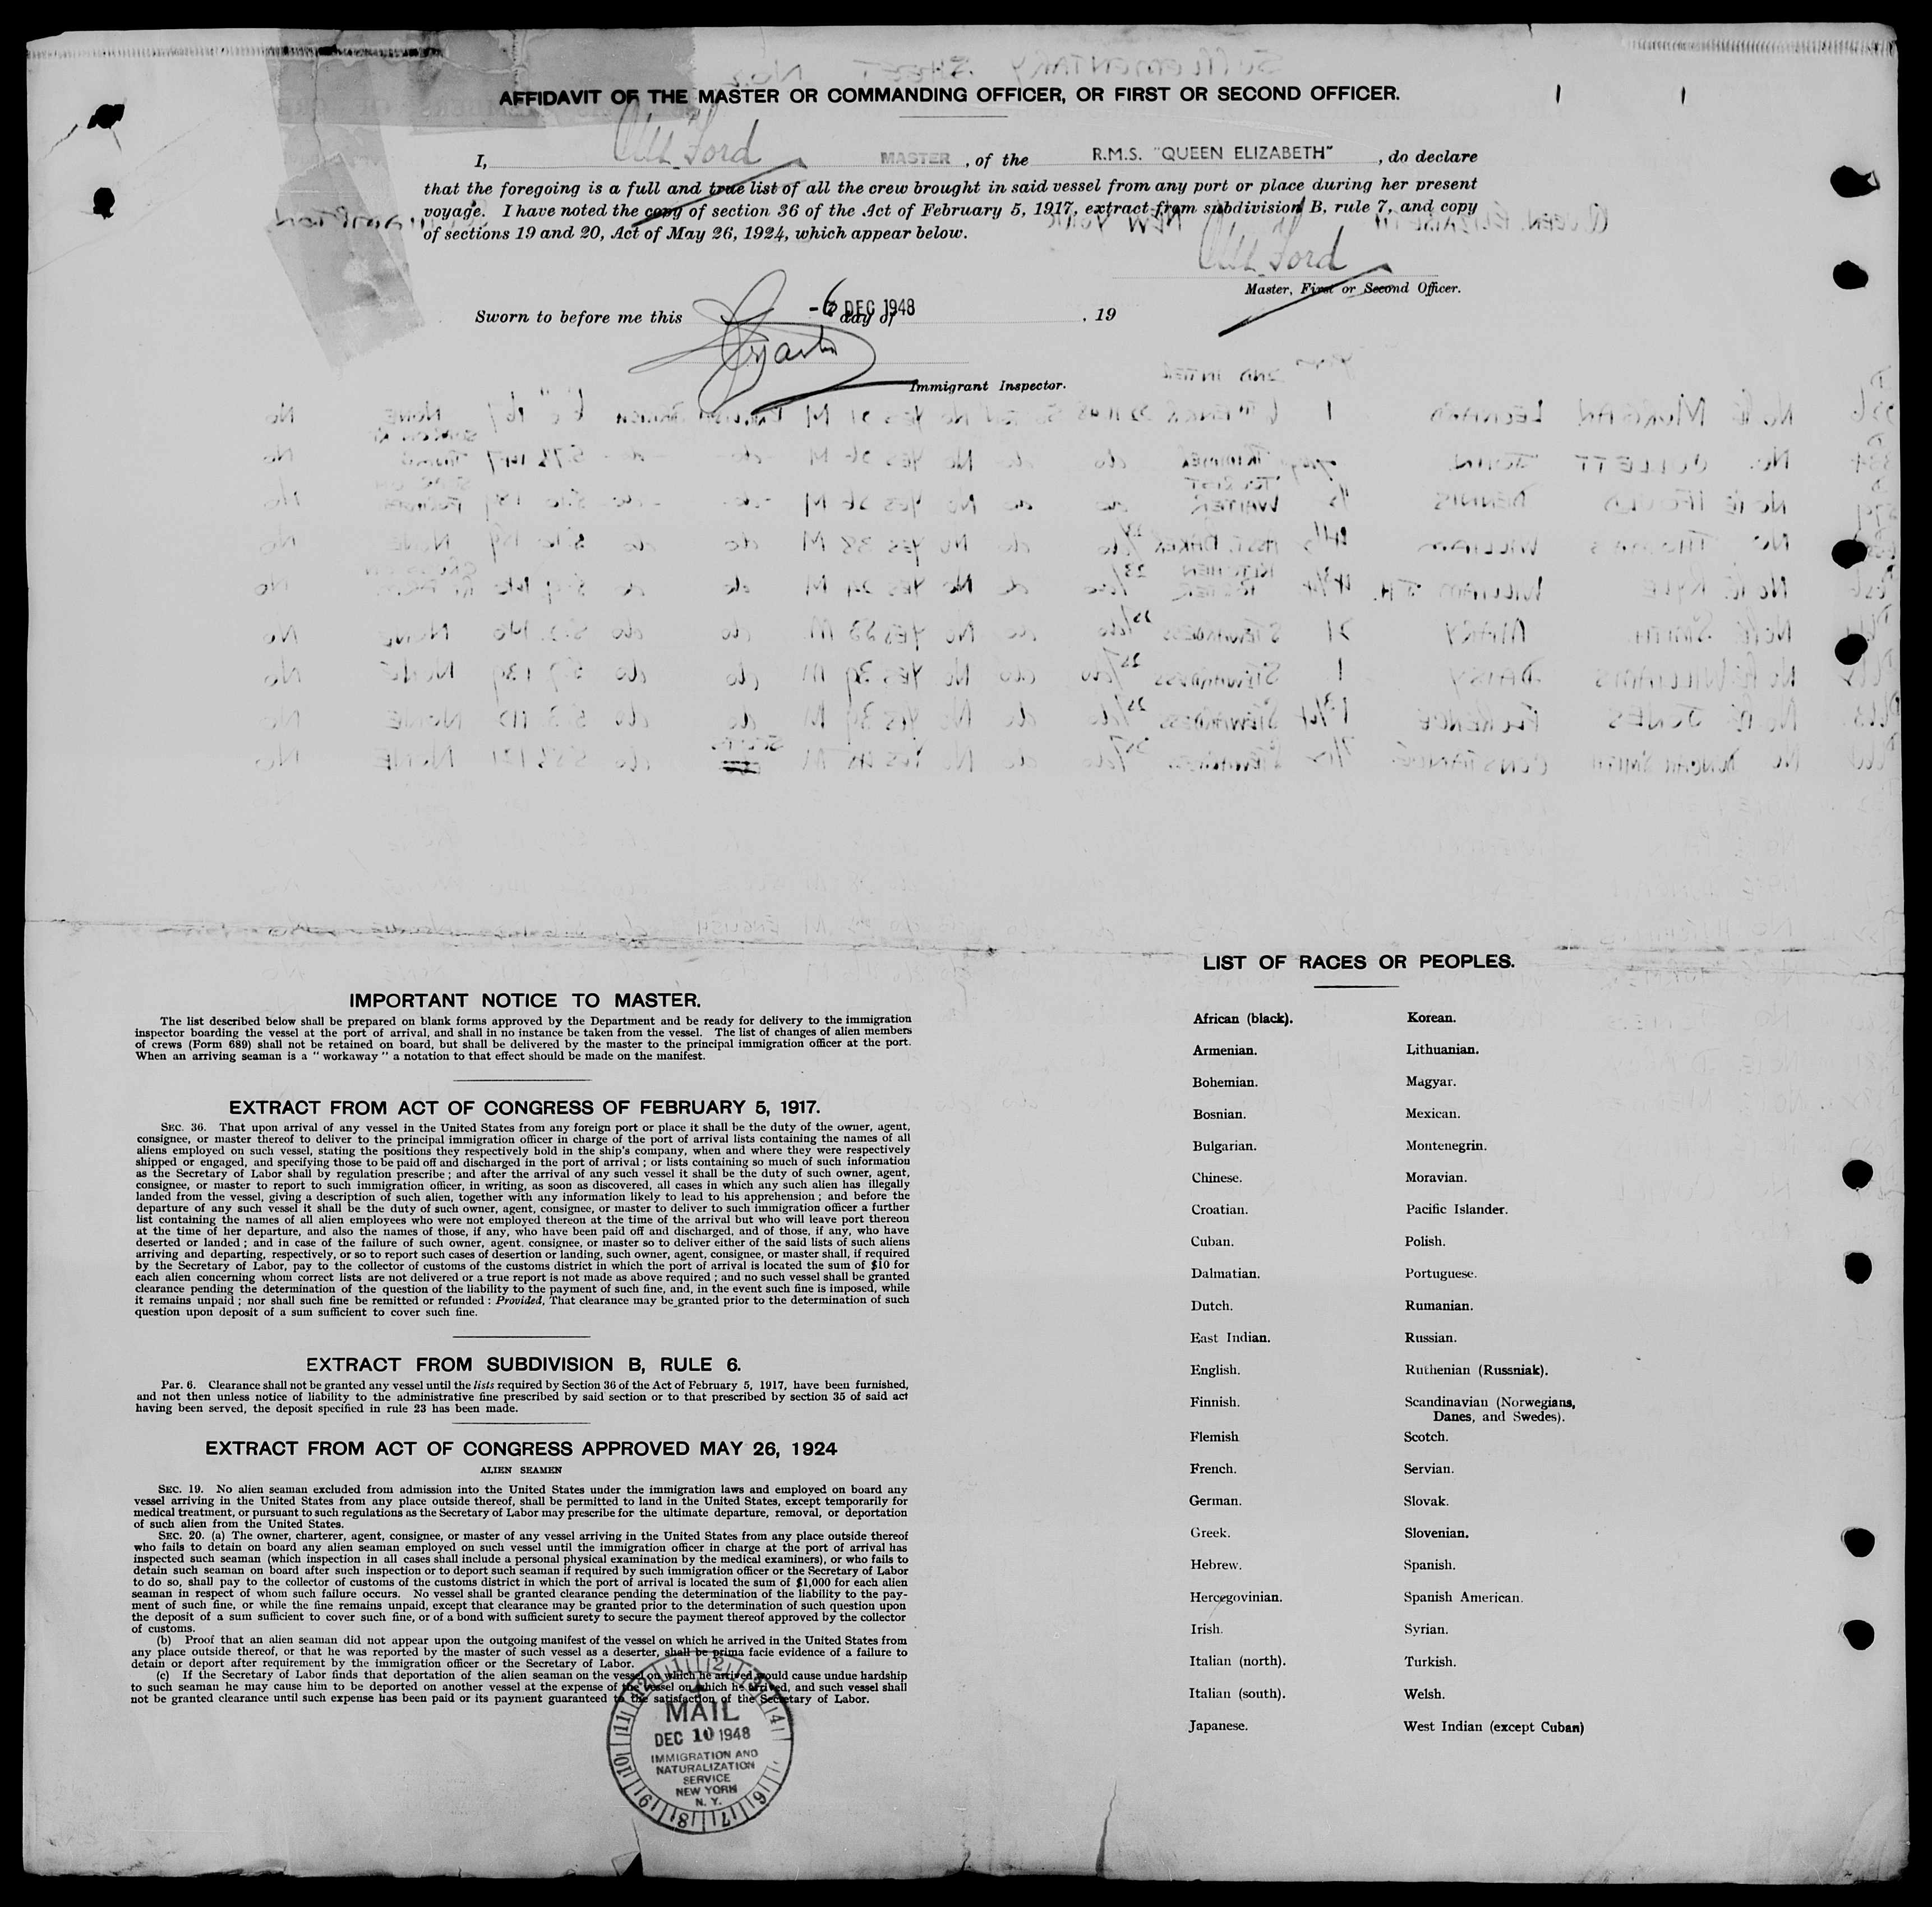 AFFIDAVIT OF THE MASTER OR COMMANDING OFFICER, OR FIRST OR SECOND OFFICER.
I, Ford MASTER, of the R.M.S. "QUEEN ELIZABETH", do declare
that the foregoing is a full and true list of all the crew brought in said vessel from any port or place during her present
voyage. I have noted the copy of section 36 of the Act of February 5, 1917, extract from subdivision B, rule 7, and copy
of sections 19 and 20, Act of May 26, 1924, which appear below.
Ford
Master, First or Second Officer.
Sworn to before me this -6 DEC 1948 day of , 19
Immigrant Inspector.
IMPORTANT NOTICE TO MASTER.
The list described below shall be prepared on blank forms approved by the Department and be ready for delivery to the immigration
inspector boarding the vessel at the port of arrival, and shall in no instance be taken from the vessel. The list of changes of alien members
of crews (Form 689) shall not be retained on board, but shall be delivered by the master to the principal immigration officer at the port.
When an arriving seaman is a " workaway " a notation to that effect should be made on the manifest.
EXTRACT FROM ACT OF CONGRESS OF FEBRUARY 5, 1917.
SEC. 36. That upon arrival of any vessel in the United States from any foreign port or place it shall be the duty of the owner, agent,
consignee, or master thereof to deliver to the principal immigration officer in charge of the port of arrival lists containing the names of all
aliens employed on such vessel, stating the positions they respectively hold in the ship's company, when and where they were respectively
shipped or engaged, and specifying those to be paid off and discharged in the port of arrival ; or lists containing so much of such information
as the Secretary of Labor shall by regulation prescribe ; and after the arrival of any such vessel it shall be the duty of such owner, agent,
consignee, or master to report to such immigration officer, in writing, as soon as discovered, all cases in which any such alien has illegally
landed from the vessel, giving a description of such alien, together with any information likely to lead to his apprehension ; and before the
departure of any such vessel it shall be the duty of such owner, agent, consignee, or master to deliver to such immigration officer a further
list containing the names of all alien employees who were not employed thereon at the time of the arrival but who will leave port thereon
at the time of her departure, and also the names of those, if any, who have been paid off and discharged, and of those, if any, who have
deserted or landed ; and in case of the failure of such owner, agent. consignee, or master so to deliver either of the said lists of such aliens
arriving and departing, respectively, or so to report such cases of desertion or landing, such owner, agent, consignee, or master shall, if required
by the Secretary of Labor, pay to the collector of customs of the customs district in which the port of arrival is located the sum of $10 for
each alien concerning whom correct lists are not delivered or a true report is not made as above required ; and no such vessel shall be granted
clearance pending the determination of the question of the liability to the payment of such fine, and, in the event such fine is imposed, while
it remains unpaid ; nor shall such fine be remitted or refunded : Provided, That clearance may be granted prior to the determination of such
question upon deposit of a sum sufficient to cover such fine.
EXTRACT FROM SUBDIVISION B, RULE 6.
Par. 6. Clearance shall not be granted any vessel until the lists required by Section 36 of the Act of February 5, 1917, have been furnished,
and not then unless notice of liability to the administrative fine prescribed by said section or to that prescribed by section 35 of said act
having been served, the deposit specified in rule 23 has been made.
EXTRACT FROM ACT OF CONGRESS APPROVED MAY 26, 1924
ALIEN SEAMEN
SEC. 19. No alien seaman excluded from admission into the United States under the immigration laws and employed on board any
vessel arriving in the United States from any place outside thereof, shall be permitted to land in the United States, except temporarily for
medical treatment, or pursuant to such regulations as the Secretary of Labor may prescribe for the ultimate departure, removal, or deportation
of such alien from the United States.
SEC. 20. (a) The owner, charterer, agent, consignee, or master of any vessel arriving in the United States from any place outside thereof
who fails to detain on board any alien seaman employed on such vessel until the immigration officer in charge at the port of arrival has
inspected such seaman (which inspection in all cases shall include a personal physical examination by the medical examiners), or who fails to
detain such seaman on board after such inspection or to deport such seaman if required by such immigration officer or the Secretary of Labor
to do so, shall pay to the collector of customs of the customs district in which the port of arrival is located the sum of $1,000 for each alien
seaman in respect of whom such failure occurs. No vessel shall be granted clearance pending the determination of the liability to the pay-
ment of such fine, or while the fine remains unpaid, except that clearance may be granted prior to the determination of such question upon
the deposit of a sum sufficient to cover such fine, or of a bond with sufficient surety to secure the payment thereof approved by the collector
of customs.
(b) Proof that an alien seaman did not appear upon the outgoing manifest of the vessel on which he arrived in the United States from
any place outside thereof, or that he was reported by the master of such vessel as a deserter, shall be prima facie evidence of a failure to
detain or deport after requirement by the immigration officer or the Secretary of Labor.
(c) If the Secretary of Labor finds that deportation of the alien seaman on the vessel on which he arrived would cause undue hardship
to such seaman he may cause him to be deported on another vessel at the expense of the vessel on which he arrived, and such vessel shall
not be granted clearance until such expense has been paid or its payment guaranteed to the satisfaction of the Secretary of Labor.
MAIL
DEC 10 1948
IMMIGRATION AND
NATURALIZATION
SERVICE
NEW YORK
N. Y.
LIST OF RACES OR PEOPLES.
African (black). Korean.
Armenian. Lithuanian.
Bohemian. Magyar.
Bosnian. Mexican.
Bulgarian. Montenegrin.
Chinese. Moravian.
Croatian. Pacific Islander.
Cuban. Polish.
Dalmatian. Portuguese.
Dutch. Rumanian.
East Indian. Russian.
English. Ruthenian (Russniak).
Finnish. Scandinavian (Norwegians,
Danes, and Swedes).
Flemish Scotch.
French. Servian.
German. Slovak.
Greek. Slovenian.
Hebrew. Spanish.
Hercegovinian. Spanish American.
Irish. Syrian.
Italian (north). Turkish.
Italian (south). Welsh.
Japanese. West Indian (except Cuban)